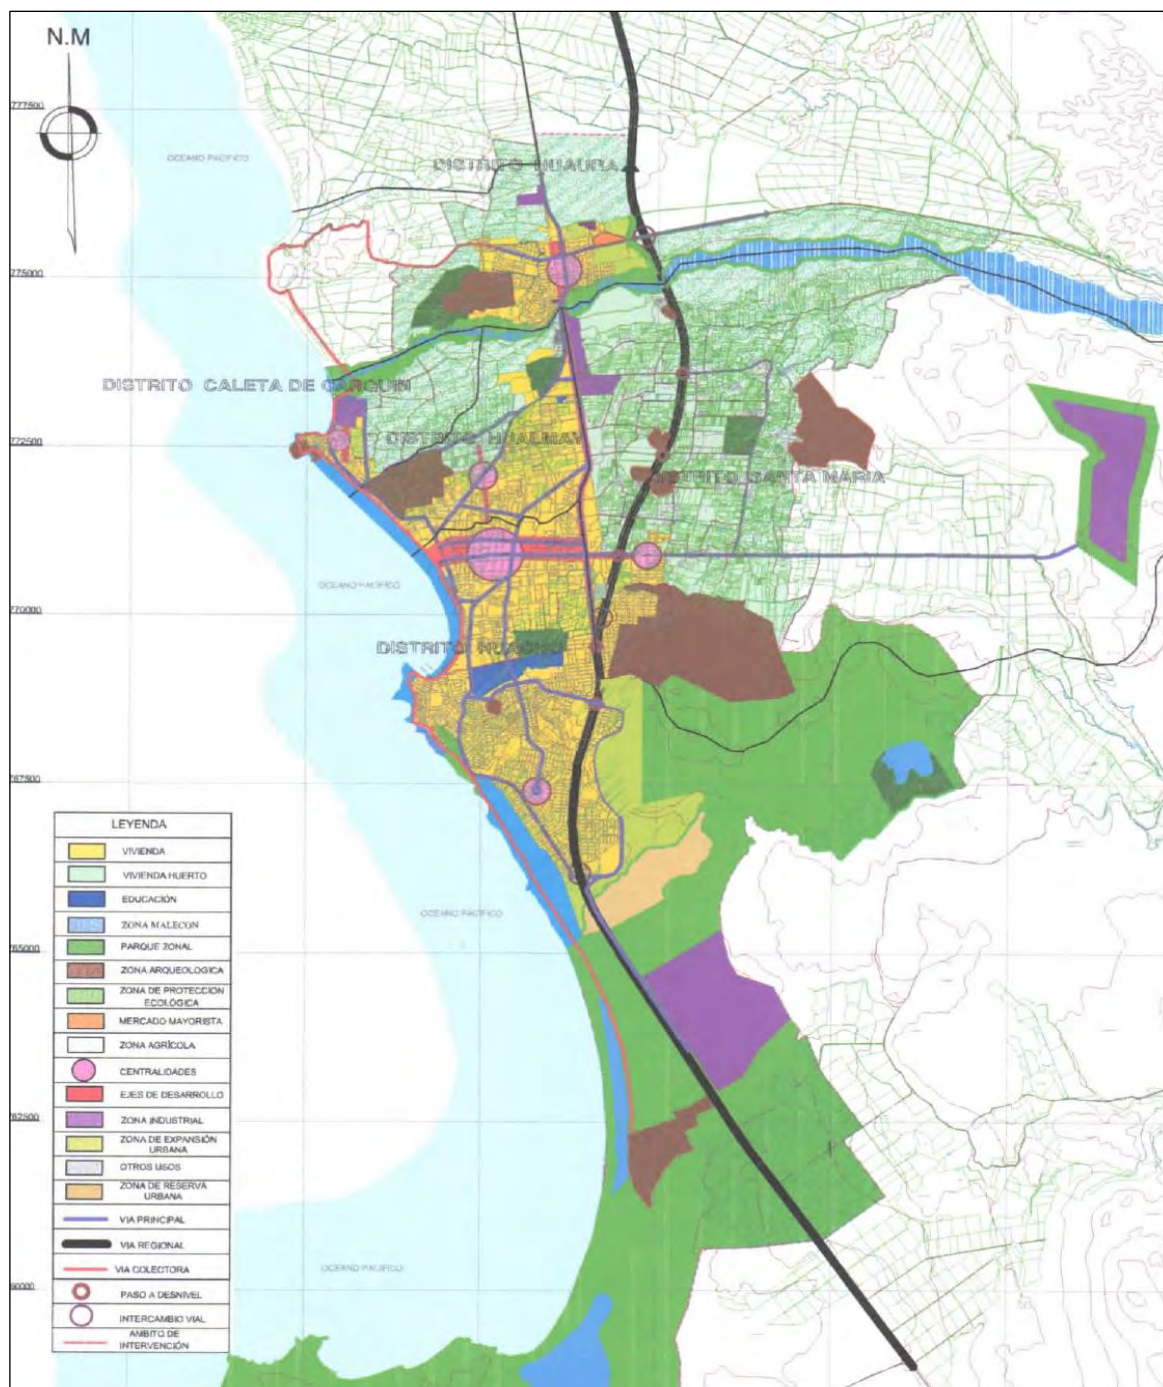 N.M
777500
OCEANO PACIFICO
DISTRITO HUAURA
775000
DISTRITO CALETA DE CARQUIN
DISTRITO HUALMAY
772500
DISTRITO SANTA MARIA
OCEANO PACIFICO
770000
DISTRITO HUACHO
767500
LEYENDA
VIVIENDA
VIVIENDA HUERTO
EDUCACIÓN
ZONA MALECON
PARQUE ZONAL
ZONA ARQUEOLOGICA
ZONA DE PROTECCION
ECOLÓGICA
MERCADO MAYORISTA
ZONA AGRÍCOLA
CENTRALIDADES
EJES DE DESARROLLO
ZONA INDUSTRIAL
ZONA DE EXPANSIÓN
URBANA
OTROS USOS
ZONA DE RESERVA
URBANA
VIA PRINCIPAL
VIA REGIONAL
VIA COLECTORA
PASO A DESNIVEL
INTERCAMBIO VIAL
AMBITO DE
INTERVENCIÓN
OCEANO PACIFICO
765000
762500
OCEANO PACIFICO